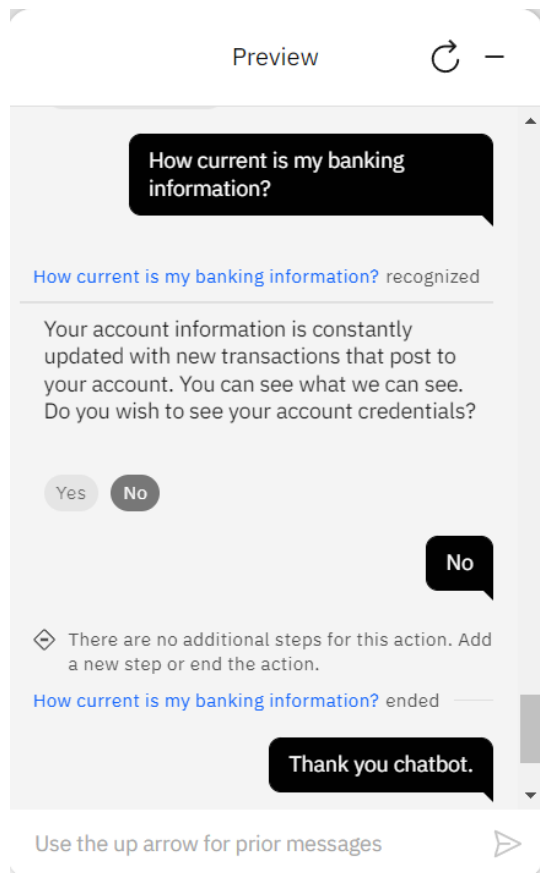 Preview
How current is my banking
information?
How current is my banking information? recognized
Your account information is constantly
updated with new transactions that post to
your account. You can see what we can see.
Do you wish to see your account credentials?
Yes No
No
There are no additional steps for this action. Add
a new step or end the action.
How current is my banking information? ended
Thank you chatbot.
Use the up arrow for prior messages